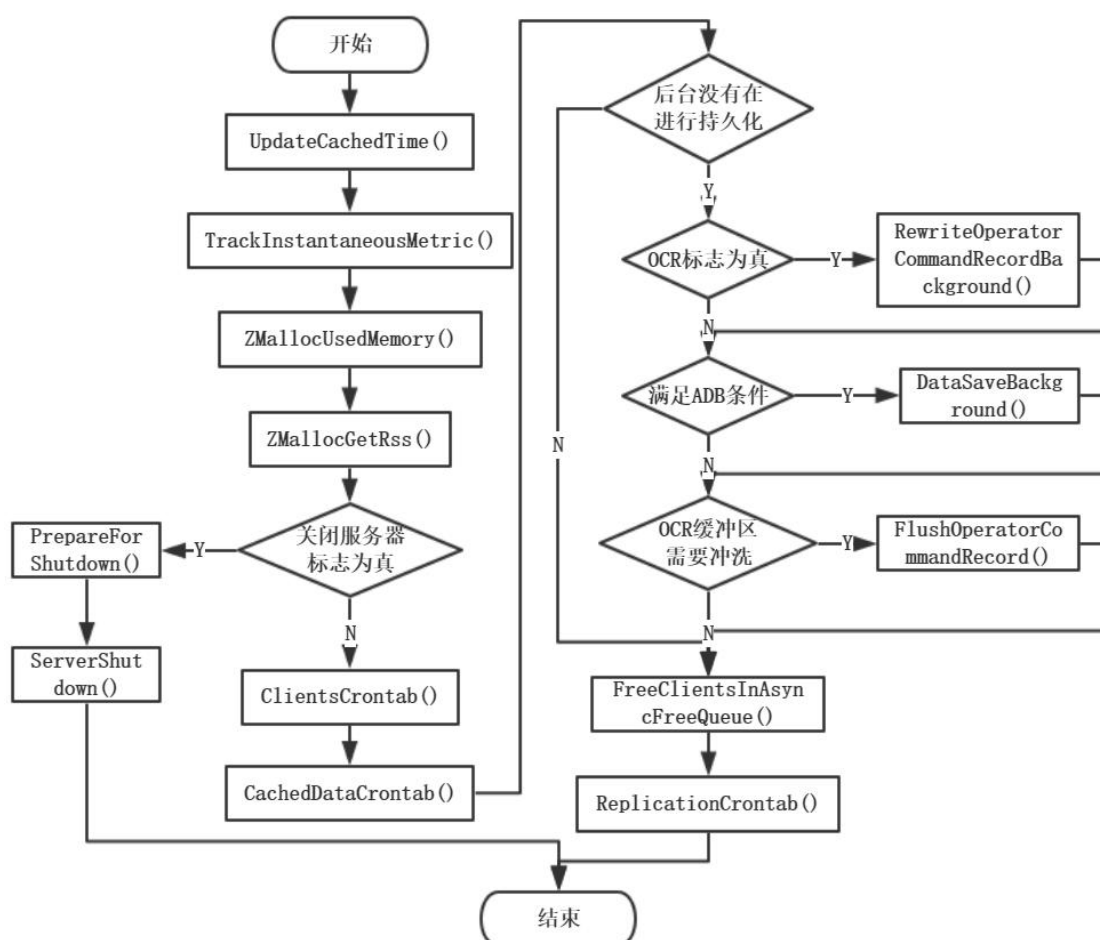 开始
UpdateCachedTime()
TrackInstantaneousMetric()
ZMallocUsedMemory()
ZMallocGetRss()
关闭服务器
标志为真
Y
PrepareFor
Shutdown()
ServerShut
down()
N
ClientsCrontab()
CachedDataCrontab()
后台没有在
进行持久化
Y
N
OCR标志为真
Y
RewriteOperator
CommandRecordBa
ckground()
N
满足ADB条件
Y
DataSaveBackg
round()
N
OCR缓冲区
需要冲洗
Y
FlushOperatorCo
mmandRecord()
N
FreeClientsInAsyn
cFreeQueue()
ReplicationCrontab()
结束